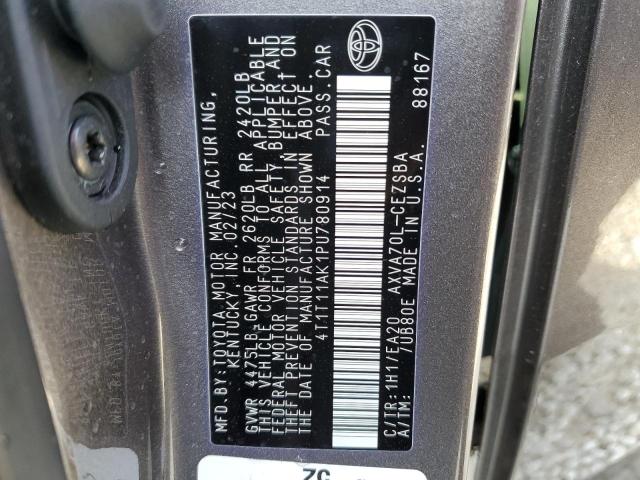 MFD.BY:TOYOTA MOTOR MANUFACTURING,
KENTUCKY, INC. 02/23
GVWR 4475LB GAWR FR 2620LB RR 2420LB
THIS VEHICLE CONFORMS TO ALL APPLICABLE
FEDERAL MOTOR VEHICLE SAFETY, BUMPER, AND
THEFT PREVENTION STANDARDS IN EFFECT ON
THE DATE OF MANUFACTURE SHOWN ABOVE.
4T1T11AK1PU780914 PASS.CAR
C/TR: 1H1/EA20 AXVA70L-CEZSBA
A/TM: /UB80E MADE IN U.S.A. 88167